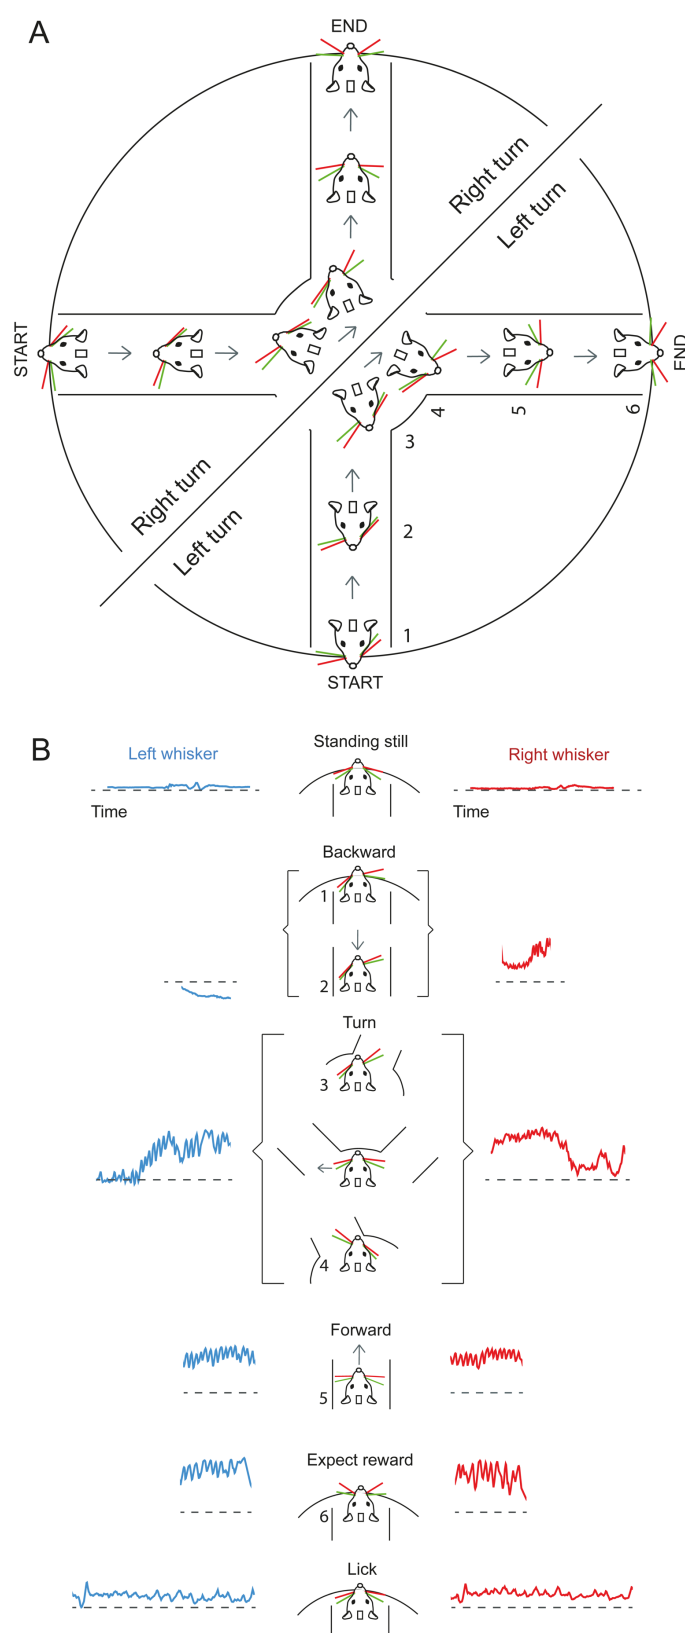 A
END
Right turn
Left turn
START
END
4
5
6
3
Right turn
Left turn
2
1
START
B
Standing still
Left whisker
Right whisker
Time
Time
Backward
1
2
Turn
3
4
Forward
5
Expect reward
6
Lick